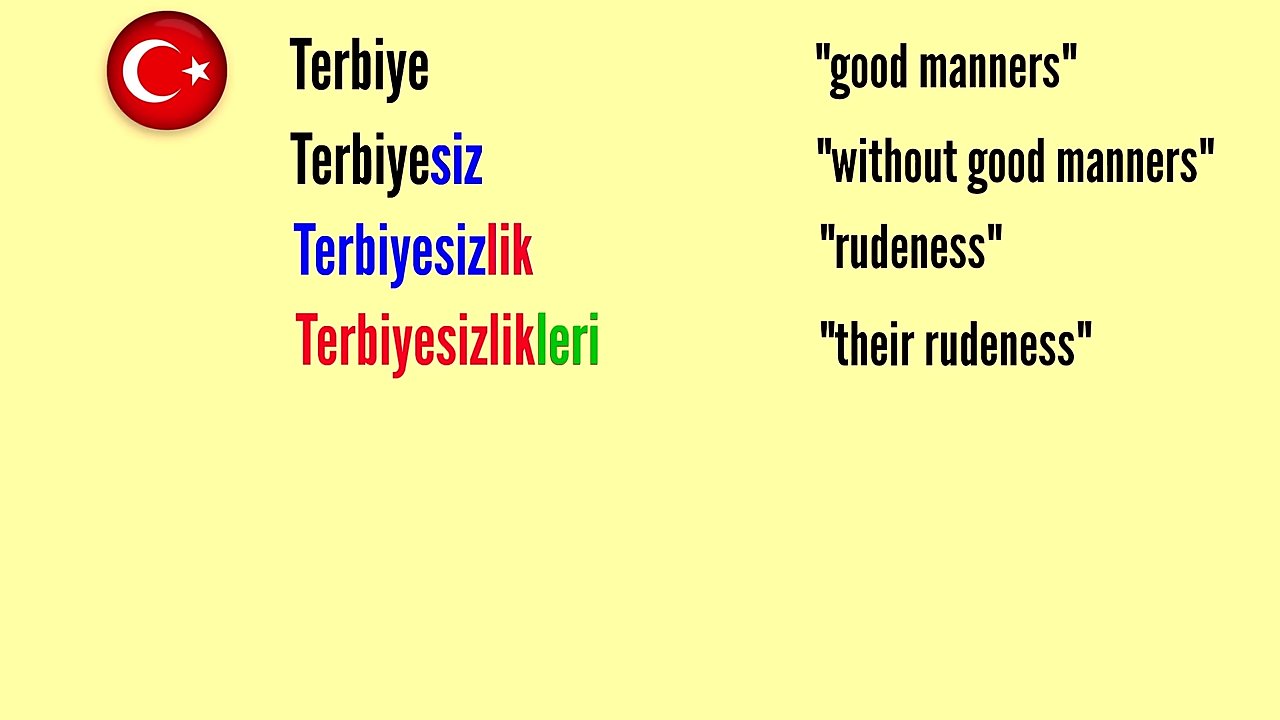 Terbiye "good manners"
Terbiyesiz "without good manners"
Terbiyesizlik "rudeness"
Terbiyesizlikleri "their rudeness"